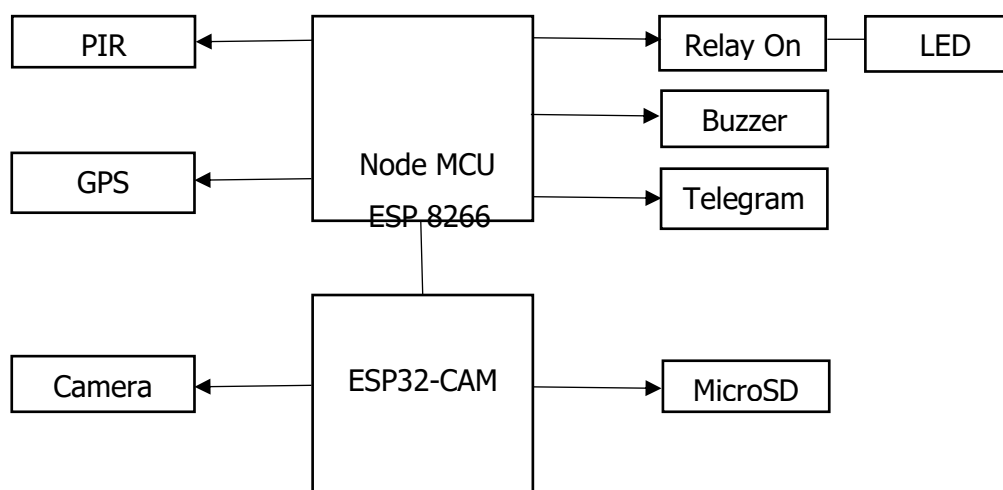 PIR
Relay On
LED
Buzzer
Node MCU
ESP 8266
GPS
Telegram
Camera
ESP32-CAM
MicroSD